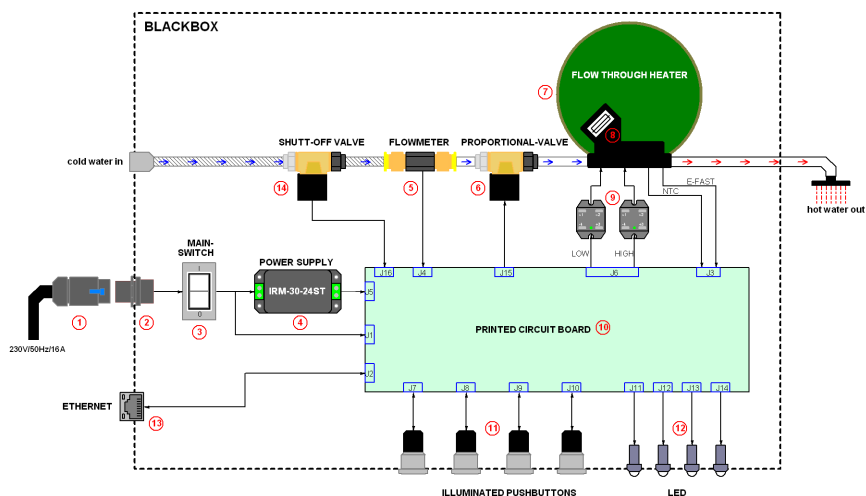 BLACKBOX
FLOW THROUGH HEATER
7
8
SHUTT-OFF VALVE
FLOWMETER
PROPORTIONAL-VALVE
cold water in
14
5
6
9
E-FAST
NTC
hot water out
LOW
HIGH
MAIN-
SWITCH
POWER SUPPLY
IRM-30-24ST
J16
J4
J15
J6
J3
J5
J1
J2
1
2
I
0
3
4
PRINTED CIRCUIT BOARD
10
230V/50Hz/16A
ETHERNET
13
J7
J8
J9
J10
J11
J12
J13
J14
11
12
ILLUMINATED PUSHBUTTONS
LED